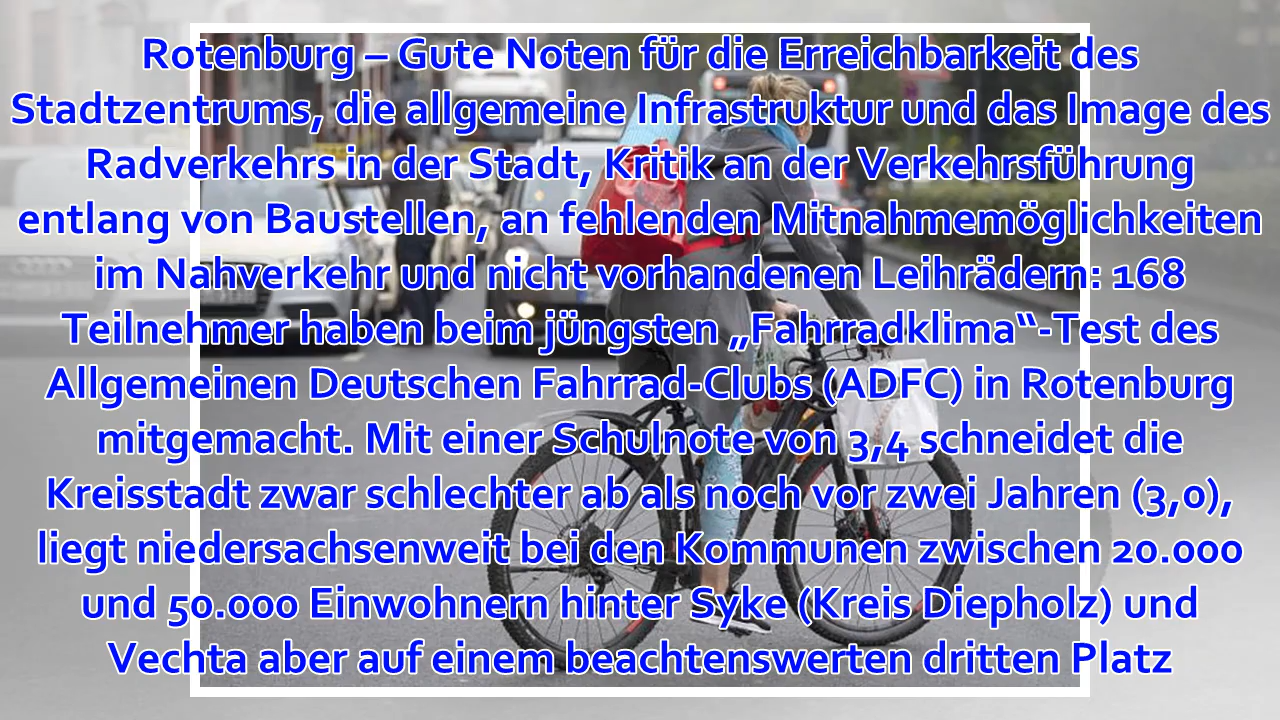 Rotenburg – Gute Noten für die Erreichbarkeit des
Stadtzentrums, die allgemeine Infrastruktur und das Image des
Radverkehrs in der Stadt, Kritik an der Verkehrsführung
entlang von Baustellen, an fehlenden Mitnahmemöglichkeiten
im Nahverkehr und nicht vorhandenen Leihrädern: 168
Teilnehmer haben beim jüngsten „Fahrradklima“-Test des
Allgemeinen Deutschen Fahrrad-Clubs (ADFC) in Rotenburg
mitgemacht. Mit einer Schulnote von 3,4 schneidet die
Kreisstadt zwar schlechter ab als noch vor zwei Jahren (3,0),
liegt niedersachsenweit bei den Kommunen zwischen 20.000
und 50.000 Einwohnern hinter Syke (Kreis Diepholz) und
Vechta aber auf einem beachtenswerten dritten Platz